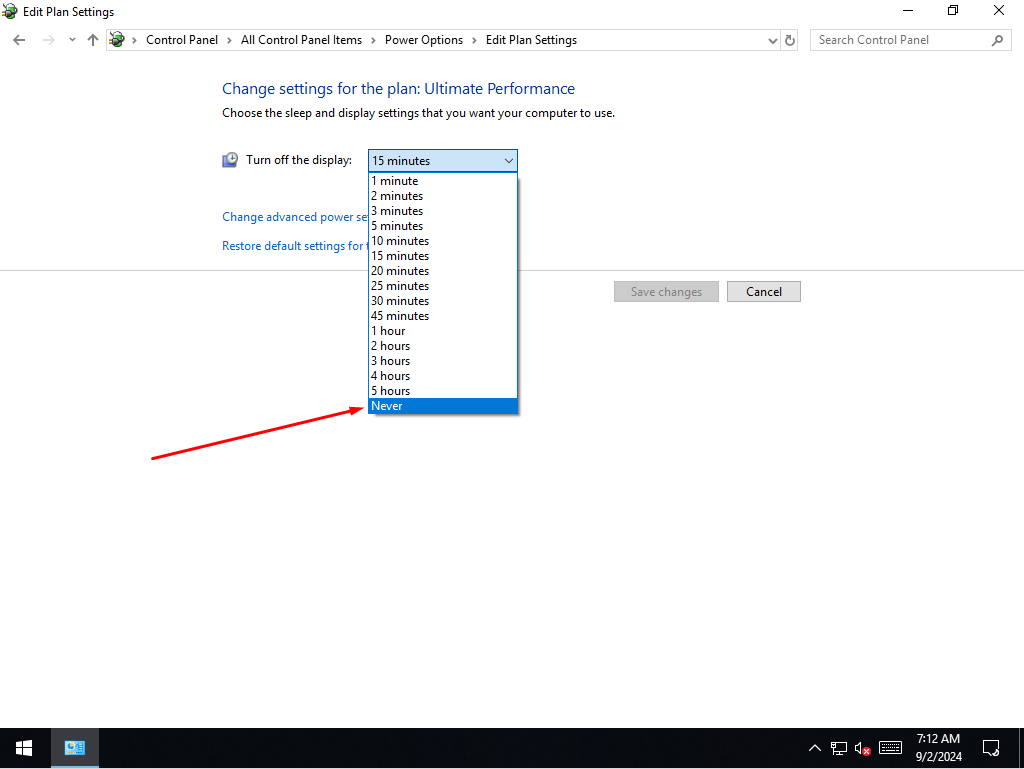 Edit Plan Settings
Control Panel > All Control Panel Items > Power Options > Edit Plan Settings
Search Control Panel
Change settings for the plan: Ultimate Performance
Choose the sleep and display settings that you want your computer to use.
Turn off the display: 15 minutes
1 minute
2 minutes
3 minutes
5 minutes
10 minutes
15 minutes
20 minutes
25 minutes
30 minutes
45 minutes
1 hour
2 hours
3 hours
4 hours
5 hours
Never
Change advanced power se
Restore default settings for
Save changes Cancel
7:12 AM
9/2/2024